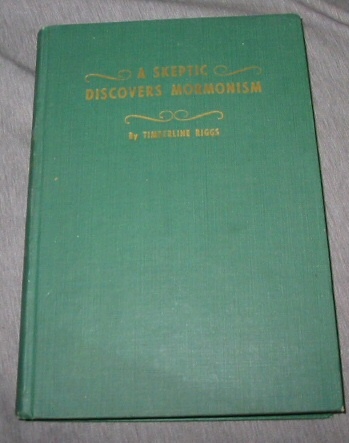 A SKEPTIC
DISCOVERS MORMONISM
By TIMBERLINE RIGGS